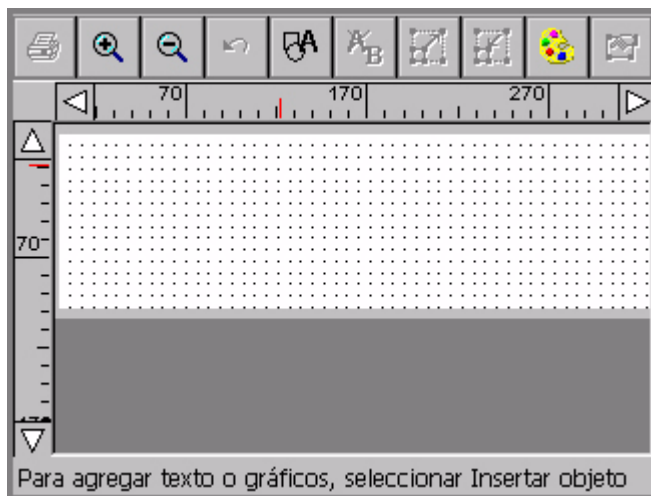 A
A B
70 170 270
70
Para agregar texto o gráficos, seleccionar Insertar objeto